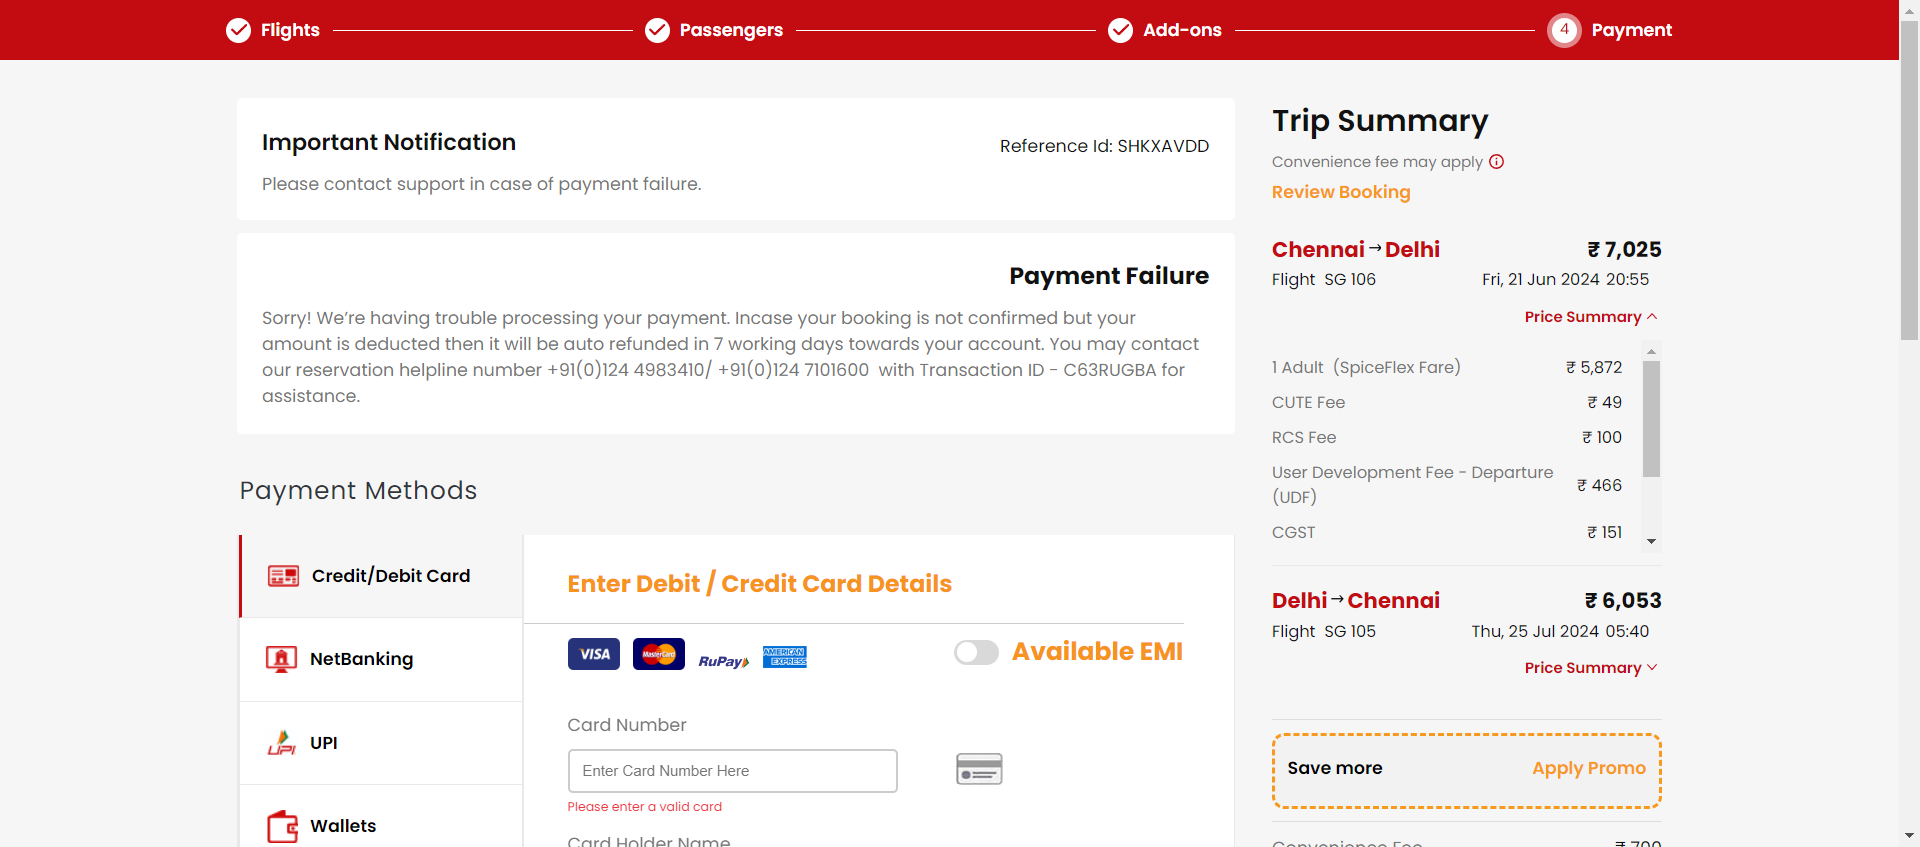 Flights
Passengers
Add-ons
4 Payment
Important Notification
Reference Id: SHKXAVDD
Please contact support in case of payment failure.
Payment Failure
Sorry! We’re having trouble processing your payment. Incase your booking is not confirmed but your
amount is deducted then it will be auto refunded in 7 working days towards your account. You may contact
our reservation helpline number +91(0)124 4983410/ +91(0)124 7101600 with Transaction ID - C63RUGBA for
assistance.
Payment Methods
Credit/Debit Card
NetBanking
UPI UPI
Wallets
Enter Debit / Credit Card Details
VISA MasterCard RuPay AMERICAN EXPRESS
Available EMI
Card Number
Enter Card Number Here
Please enter a valid card
Card Holder Name
Trip Summary
Convenience fee may apply
Review Booking
Chennai → Delhi ₹ 7,025
Flight SG 106 Fri, 21 Jun 2024 20:55
Price Summary
1 Adult (SpiceFlex Fare) ₹ 5,872
CUTE Fee ₹ 49
RCS Fee ₹ 100
User Development Fee - Departure
(UDF) ₹ 466
CGST ₹ 151
Delhi → Chennai ₹ 6,053
Flight SG 105 Thu, 25 Jul 2024 05:40
Price Summary
Save more Apply Promo
Convenience Fee ₹ 700